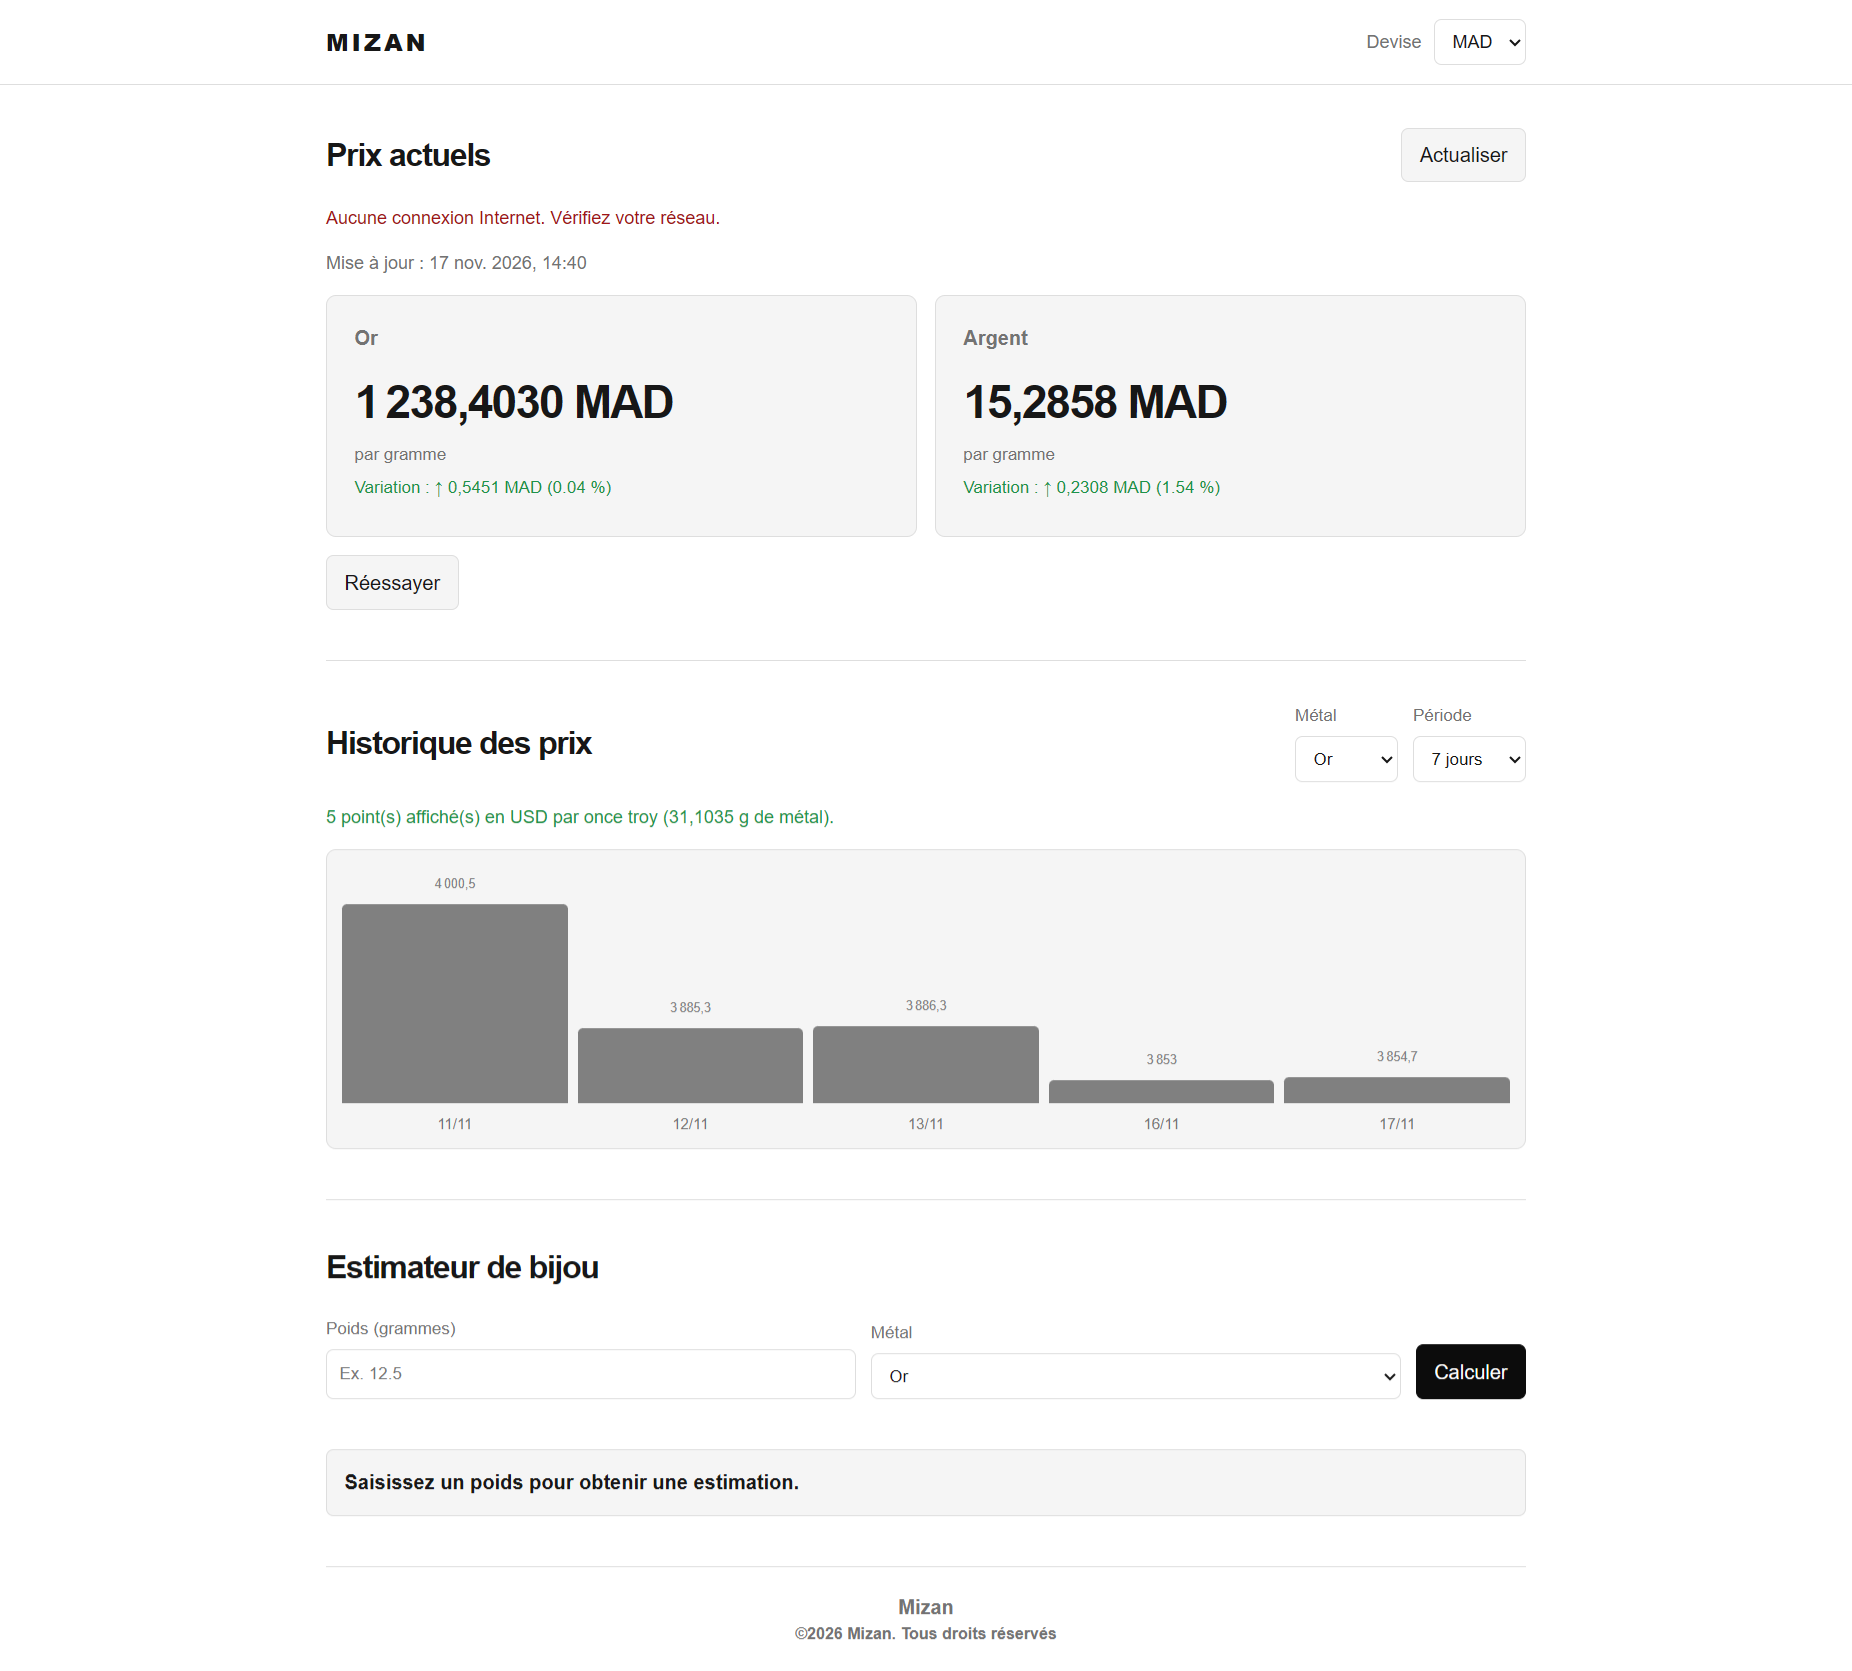 MIZAN
Devise MAD
Prix actuels
Actualiser
Aucune connexion Internet. Vérifiez votre réseau.
Mise à jour : 17 nov. 2026, 14:40
Or
1 238,4030 MAD
par gramme
Variation : ↑ 0,5451 MAD (0.04 %)
Argent
15,2858 MAD
par gramme
Variation : ↑ 0,2308 MAD (1.54 %)
Réessayer
Historique des prix
Métal
Or
Période
7 jours
5 point(s) affiché(s) en USD par once troy (31,1035 g de métal).
4 000,5
3 885,3
3 886,3
3 853
3 854,7
11/11
12/11
13/11
16/11
17/11
Estimateur de bijou
Poids (grammes)
Ex. 12.5
Métal
Or
Calculer
Saisissez un poids pour obtenir une estimation.
Mizan
©2026 Mizan. Tous droits réservés